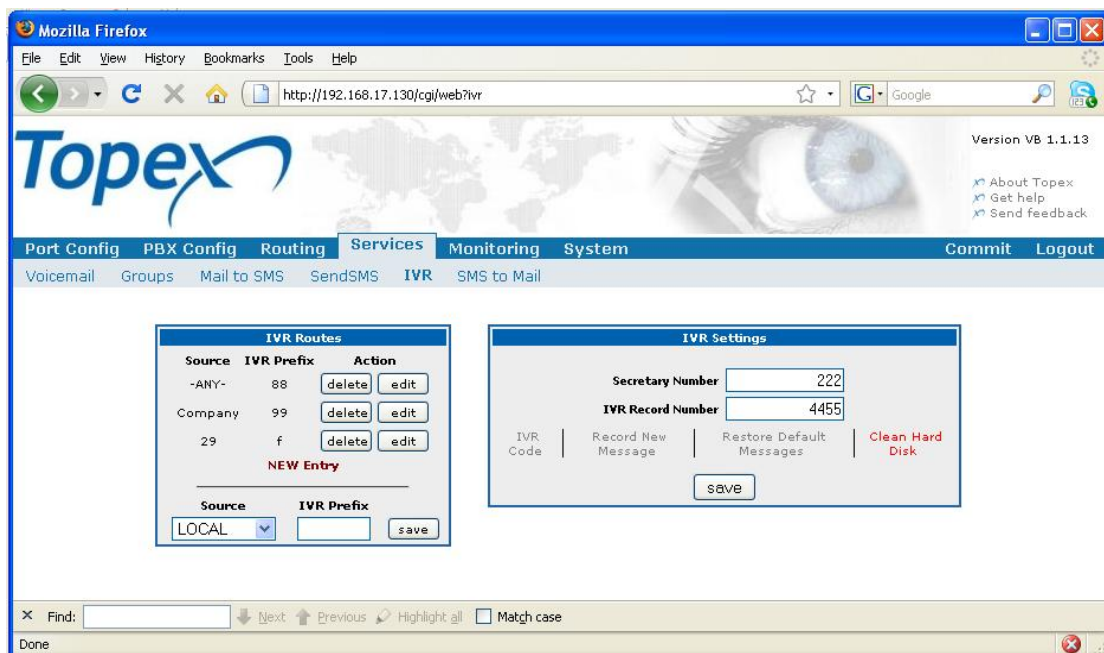 Mozilla Firefox
File Edit View History Bookmarks Tools Help
http://192.168.17.130/cgi/web?ivr
G Google
Topex
Version VB 1.1.13
About Topex
Get help
Send feedback
Port Config PBX Config Routing Services Monitoring System Commit Logout
Voicemail Groups Mail to SMS SendSMS IVR SMS to Mail
IVR Routes
Source IVR Prefix Action
-ANY- 88 delete edit
Company 99 delete edit
29 f delete edit
NEW Entry
Source IVR Prefix
LOCAL save
IVR Settings
Secretary Number 222
IVR Record Number 4455
IVR Code
Record New Message
Restore Default Messages
Clean Hard Disk
save
Find: Next Previous Highlight all Match case
Done